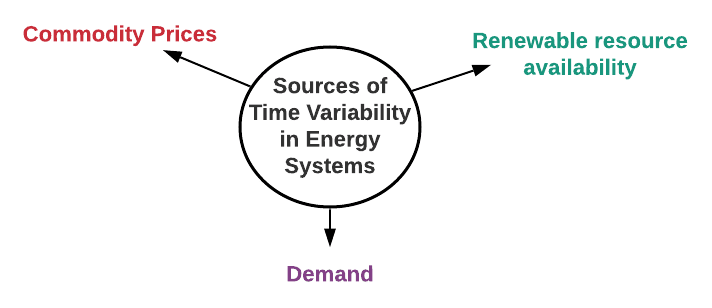 Commodity Prices
Renewable resource
availability
Sources of
Time Variability
in Energy
Systems
Demand